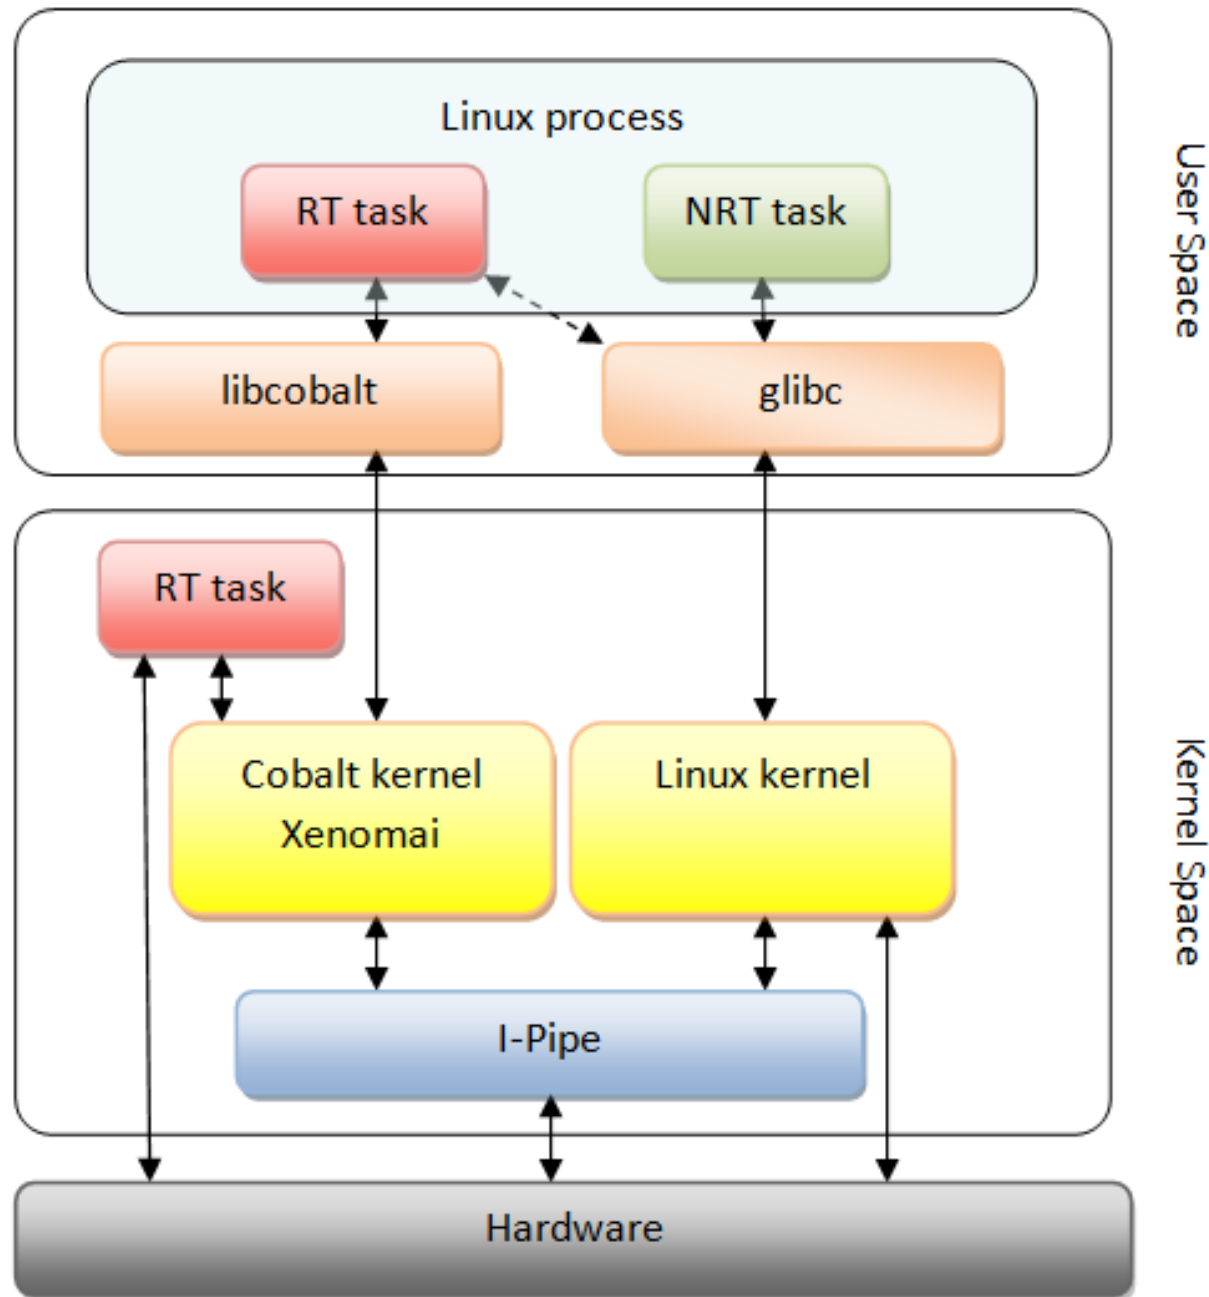 Linux process
RT task
NRT task
libcobalt
glibc
User Space
RT task
Cobalt kernel
Xenomai
Linux kernel
I-Pipe
Kernel Space
Hardware